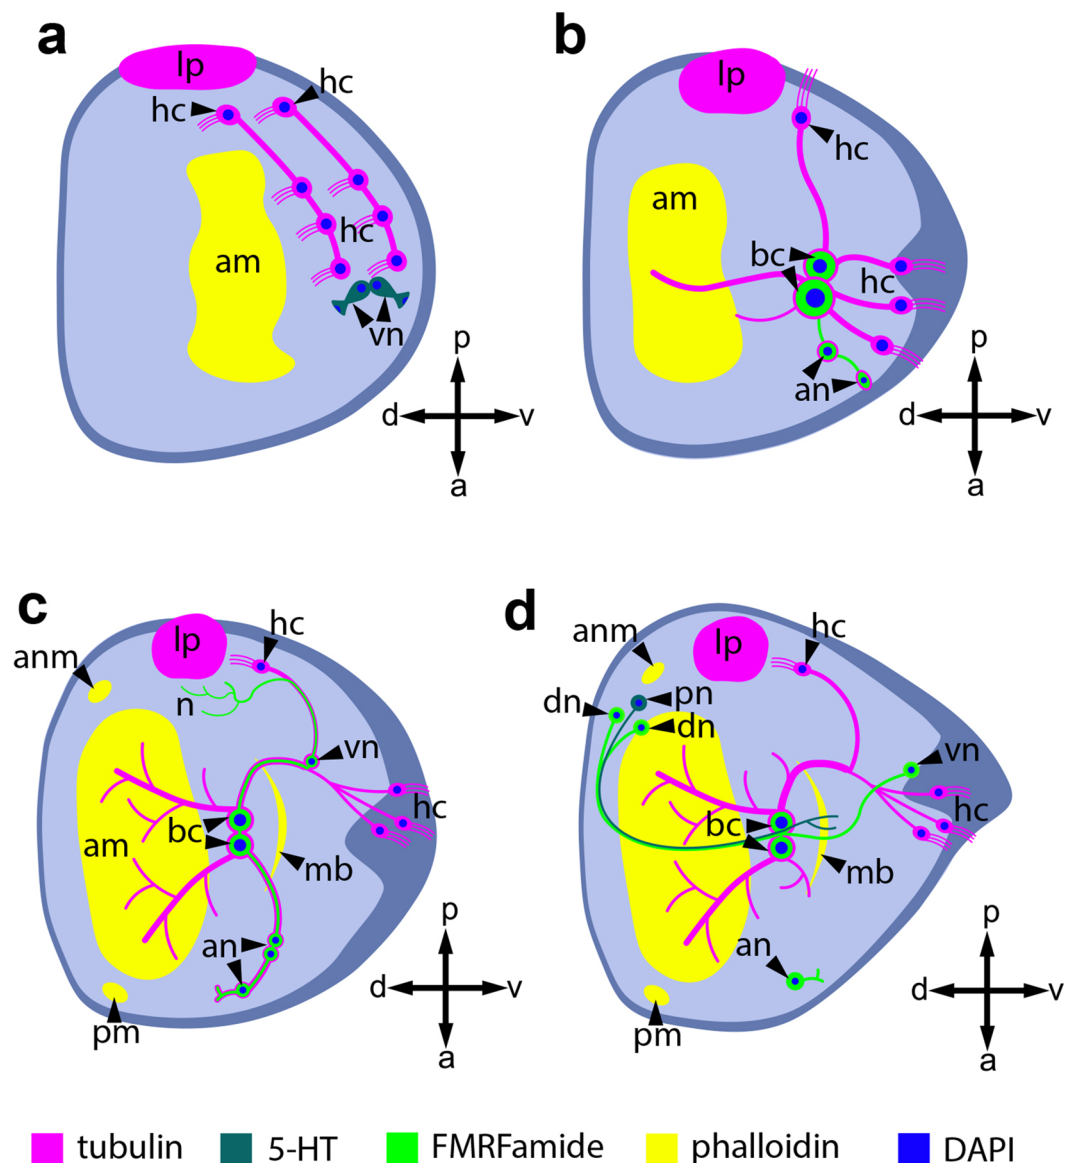 a
lp
hc
hc
hc
am
vn
p
d
v
a
b
lp
hc
am
bc
hc
an
p
d
v
a
c
lp
hc
anm
n
vn
hc
bc
am
mb
an
pm
p
d
v
a
d
lp
hc
anm
dn
pn
dn
vn
hc
bc
mb
an
pm
p
d
v
a
tubulin 5-HT FMRFamide phalloidin DAPI